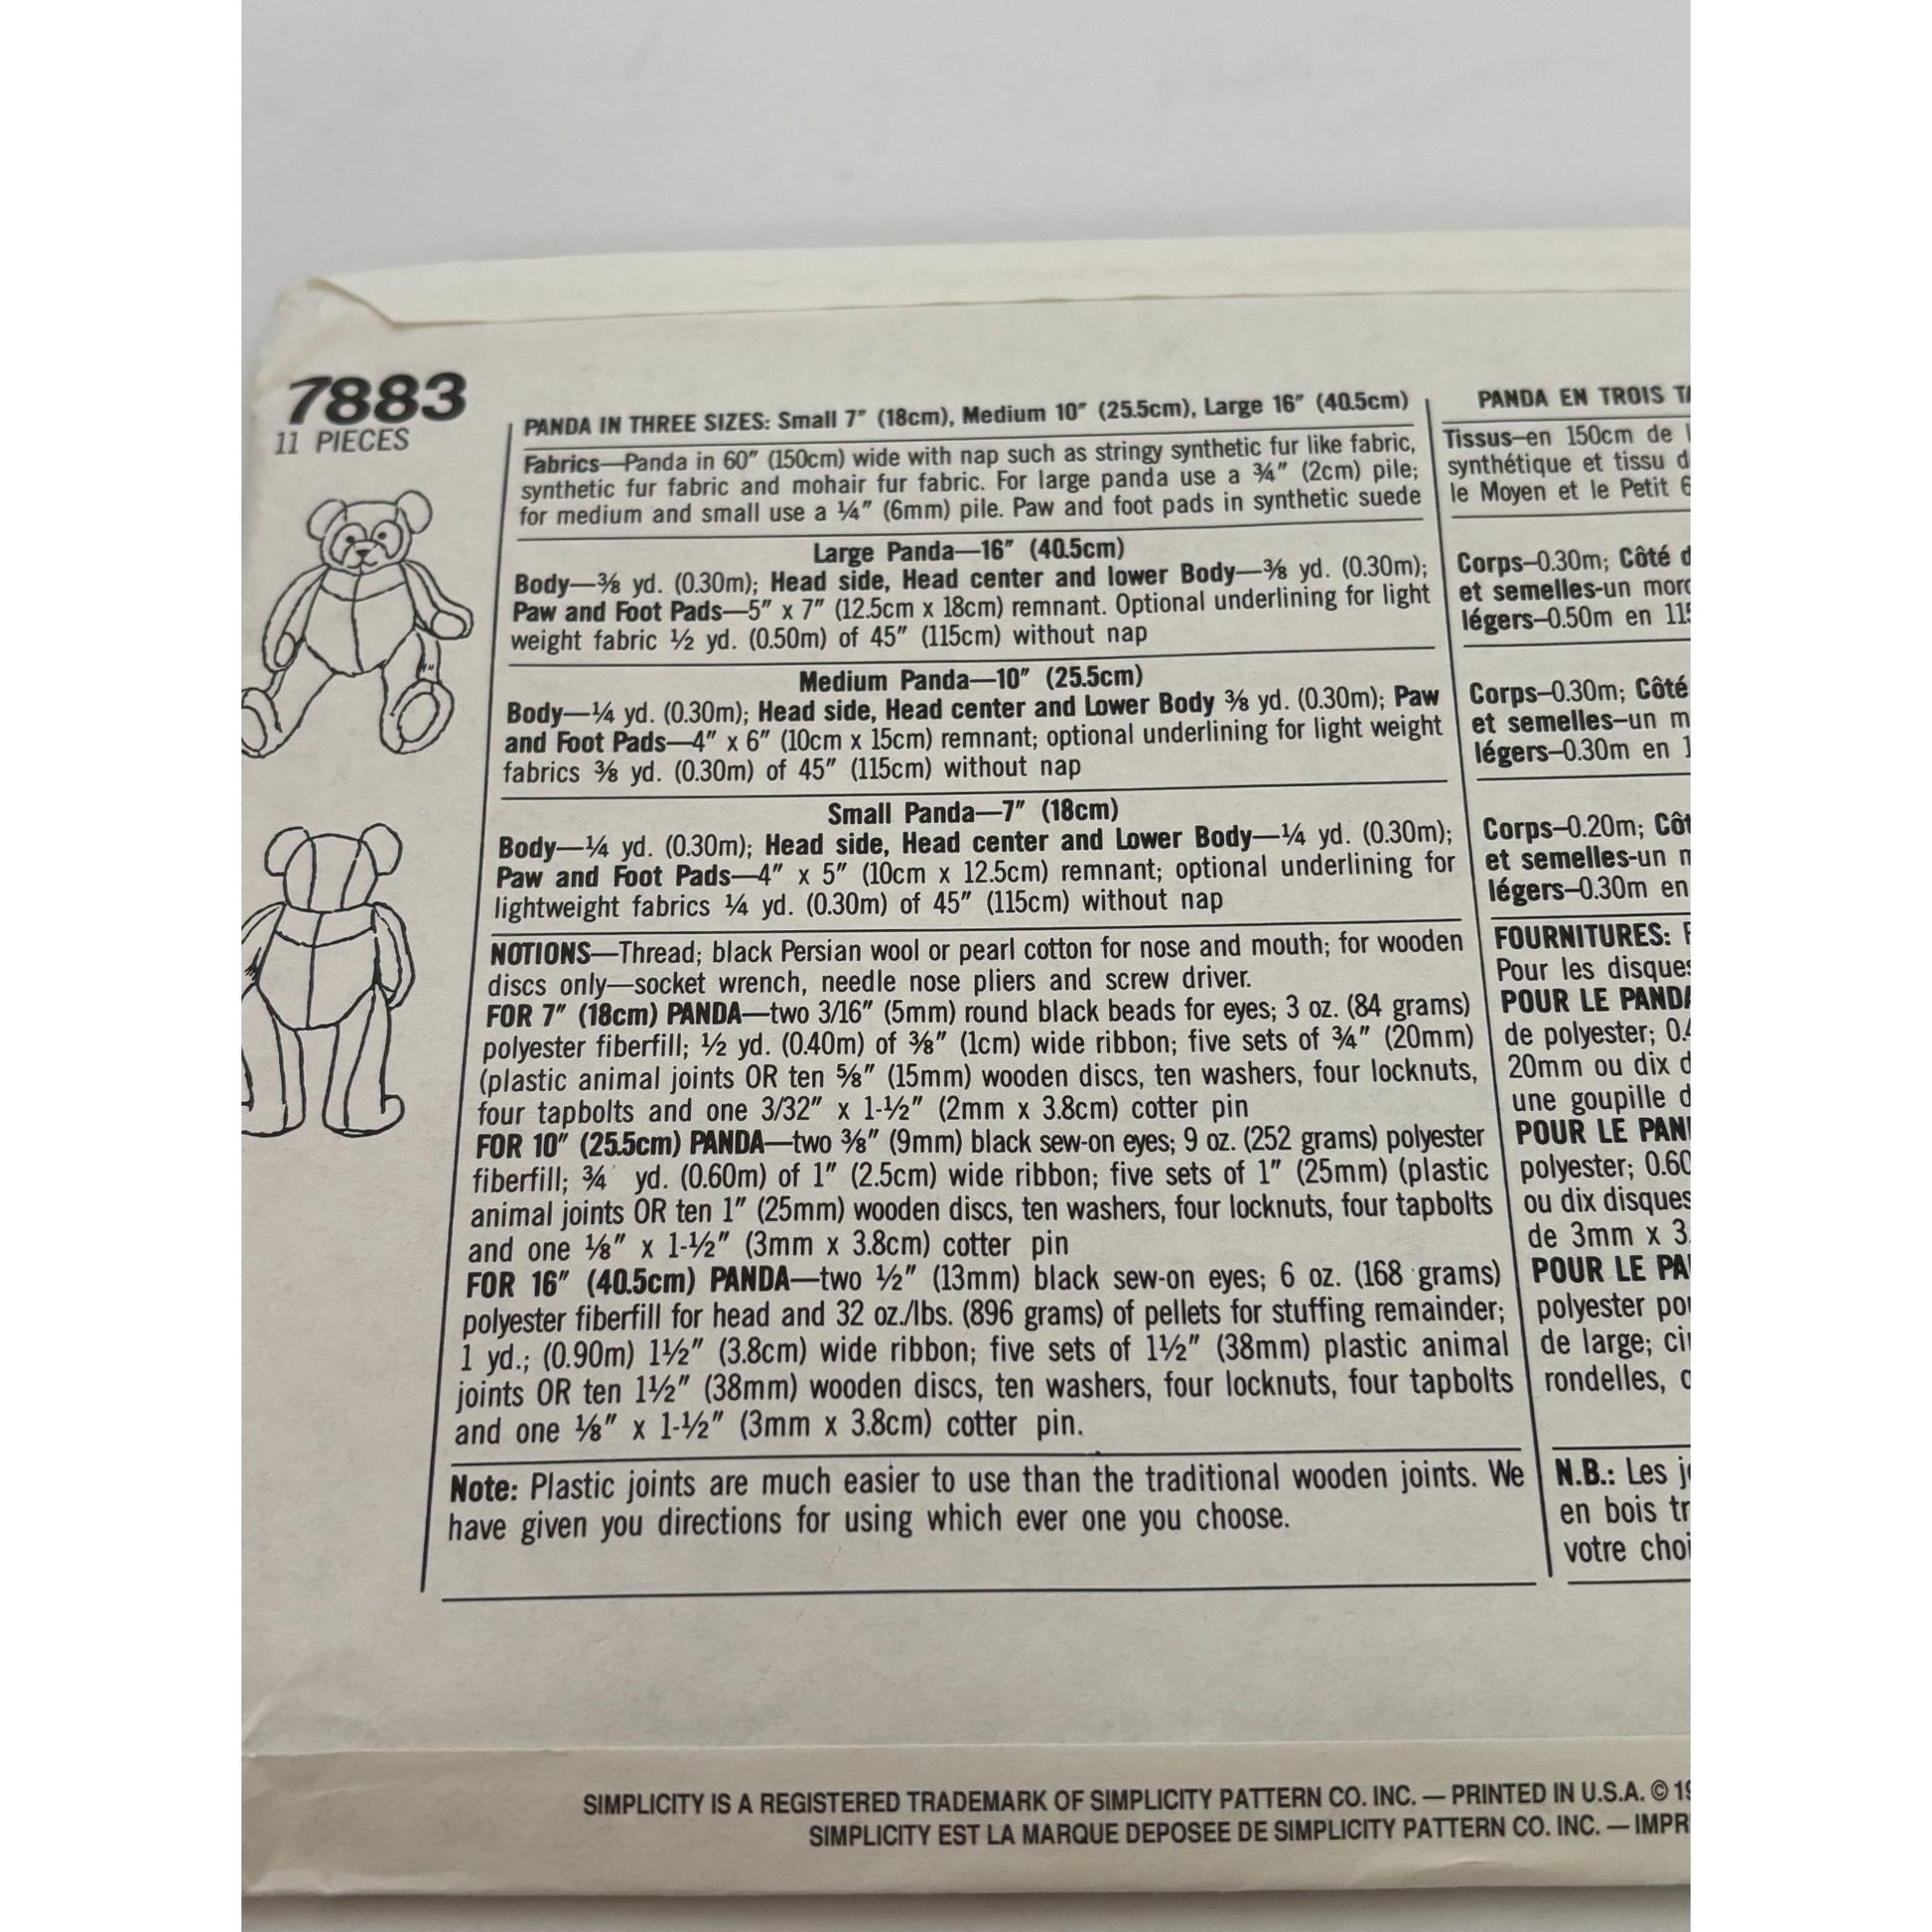 7883
11 PIECES
PANDA IN THREE SIZES: Small 7" (18cm), Medium 10" (25.5cm), Large 16" (40.5cm)
Fabrics—Panda in 60" (150cm) wide with nap such as stringy synthetic fur like fabric,
synthetic fur fabric and mohair fur fabric. For large panda use a ¾" (2cm) pile;
for medium and small use a ¼" (6mm) pile. Paw and foot pads in synthetic suede
Large Panda—16" (40.5cm)
Body—⅜ yd. (0.30m); Head side, Head center and lower Body—⅜ yd. (0.30m);
Paw and Foot Pads—5" x 7" (12.5cm x 18cm) remnant. Optional underlining for light
weight fabric ½ yd. (0.50m) of 45" (115cm) without nap
Medium Panda—10" (25.5cm)
Body—¼ yd. (0.30m); Head side, Head center and Lower Body ⅜ yd. (0.30m); Paw
and Foot Pads—4" x 6" (10cm x 15cm) remnant; optional underlining for light weight
fabrics ⅜ yd. (0.30m) of 45" (115cm) without nap
Small Panda—7" (18cm)
Body—¼ yd. (0.30m); Head side, Head center and Lower Body—¼ yd. (0.30m);
Paw and Foot Pads—4" x 5" (10cm x 12.5cm) remnant; optional underlining for
lightweight fabrics ¼ yd. (0.30m) of 45" (115cm) without nap
NOTIONS—Thread; black Persian wool or pearl cotton for nose and mouth; for wooden
discs only—socket wrench, needle nose pliers and screw driver.
FOR 7" (18cm) PANDA—two 3/16" (5mm) round black beads for eyes; 3 oz. (84 grams)
polyester fiberfill; ½ yd. (0.40m) of ⅜" (1cm) wide ribbon; five sets of ¾" (20mm)
(plastic animal joints OR ten ⅝" (15mm) wooden discs, ten washers, four locknuts,
four tapbolts and one 3/32" x 1-½" (2mm x 3.8cm) cotter pin
FOR 10" (25.5cm) PANDA—two ⅜" (9mm) black sew-on eyes; 9 oz. (252 grams) polyester
fiberfill; ¾ yd. (0.60m) of 1" (2.5cm) wide ribbon; five sets of 1" (25mm) (plastic
animal joints OR ten 1" (25mm) wooden discs, ten washers, four locknuts, four tapbolts
and one ⅛" x 1-½" (3mm x 3.8cm) cotter pin
FOR 16" (40.5cm) PANDA—two ½" (13mm) black sew-on eyes; 6 oz. (168 grams)
polyester fiberfill for head and 32 oz./lbs. (896 grams) of pellets for stuffing remainder;
1 yd.; (0.90m) 1½" (3.8cm) wide ribbon; five sets of 1½" (38mm) plastic animal
joints OR ten 1½" (38mm) wooden discs, ten washers, four locknuts, four tapbolts
and one ⅛" x 1-½" (3mm x 3.8cm) cotter pin.
Note: Plastic joints are much easier to use than the traditional wooden joints. We
have given you directions for using which ever one you choose.
PANDA EN TROIS
Tissus–en 150cm de
synthétique et tissu
le Moyen et le Petit
Corps–0.30m; Côté
et semelles-un
légers–0.50m en
Corps–0.30m; Côté
et semelles–un
légers–0.30m en
Corps–0.20m;
et semelles-un
légers–0.30m en
FOURNITURES:
Pour les
POUR LE
de polyester;
20mm ou dix
une goupille
POUR LE
polyester;
ou dix disques
de 3mm x
POUR LE
polyester
de large;
rondelles,
N.B.: Les
en bois
votre
SIMPLICITY IS A REGISTERED TRADEMARK OF SIMPLICITY PATTERN CO. INC. — PRINTED IN U.S.A. ©
SIMPLICITY EST LA MARQUE DEPOSEE DE SIMPLICITY PATTERN CO. INC. —